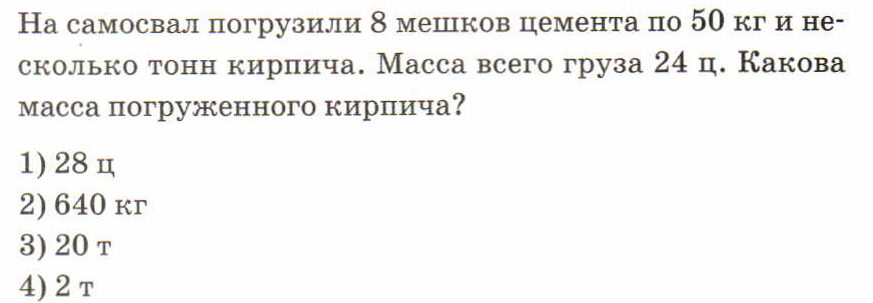 На самосвал погрузили 8 мешков цемента по 50 кг и не-
сколько тонн кирпича. Масса всего груза 24 ц. Какова
масса погруженного кирпича?
1) 28 ц
2) 640 кг
3) 20 т
4) 2 т